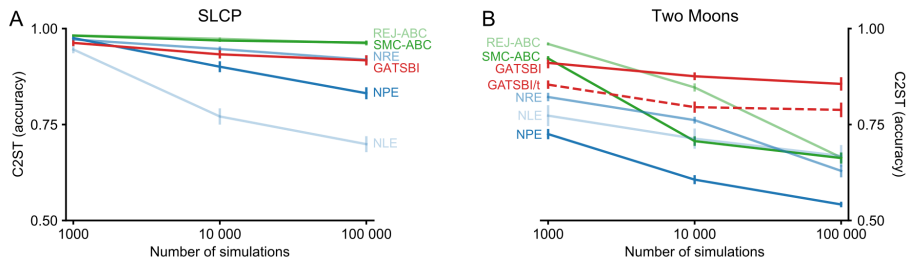 A
SLCP
1.00
0.75
0.50
C2ST (accuracy)
REJ-ABC
SMC-ABC
NRE
GATSBI
NPE
NLE
1000
10 000
100 000
Number of simulations
B
Two Moons
1.00
0.75
0.50
C2ST (accuracy)
REJ-ABC
SMC-ABC
GATSBI
GATSBI/t
NRE
NLE
NPE
1000
10 000
100 000
Number of simulations